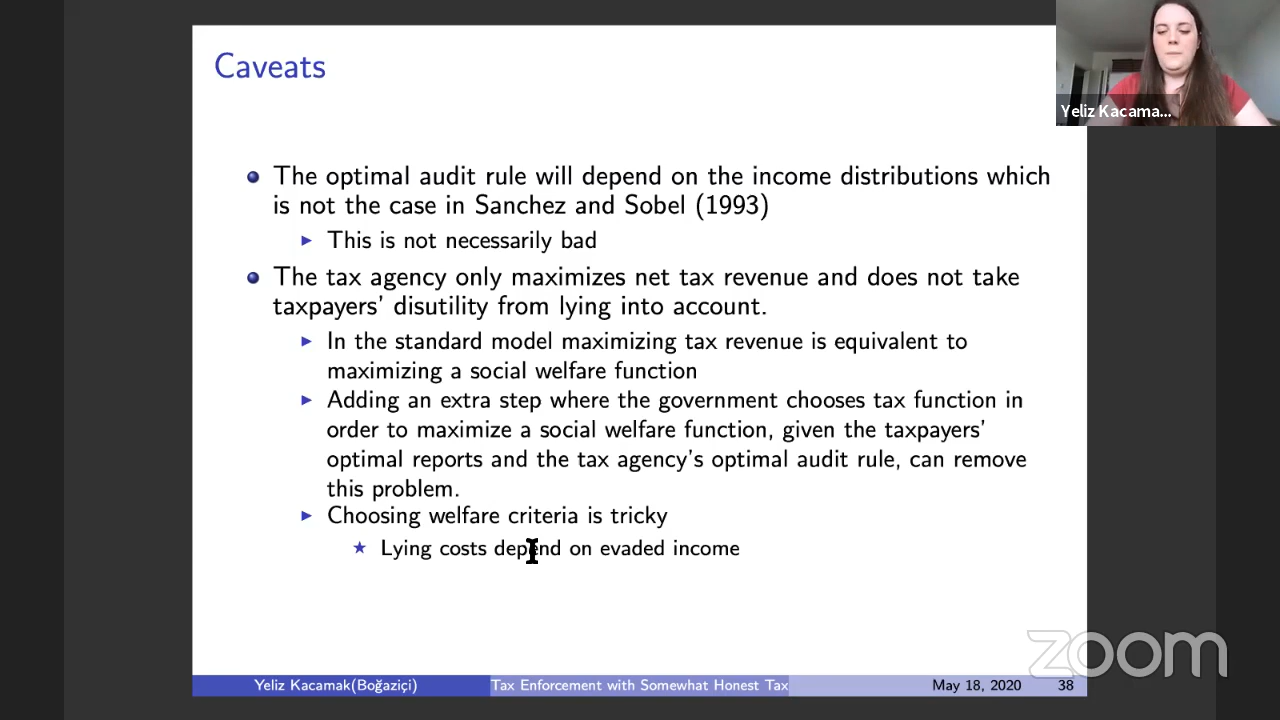 Caveats
Yeliz Kacama...
The optimal audit rule will depend on the income distributions which
is not the case in Sanchez and Sobel (1993)
This is not necessarily bad
The tax agency only maximizes net tax revenue and does not take
taxpayers' disutility from lying into account.
In the standard model maximizing tax revenue is equivalent to
maximizing a social welfare function
Adding an extra step where the government chooses tax function in
order to maximize a social welfare function, given the taxpayers'
optimal reports and the tax agency's optimal audit rule, can remove
this problem.
Choosing welfare criteria is tricky
Lying costs depend on evaded income
zoom
Yeliz Kacamak(Boğaziçi) Tax Enforcement with Somewhat Honest Tax May 18, 2020 38